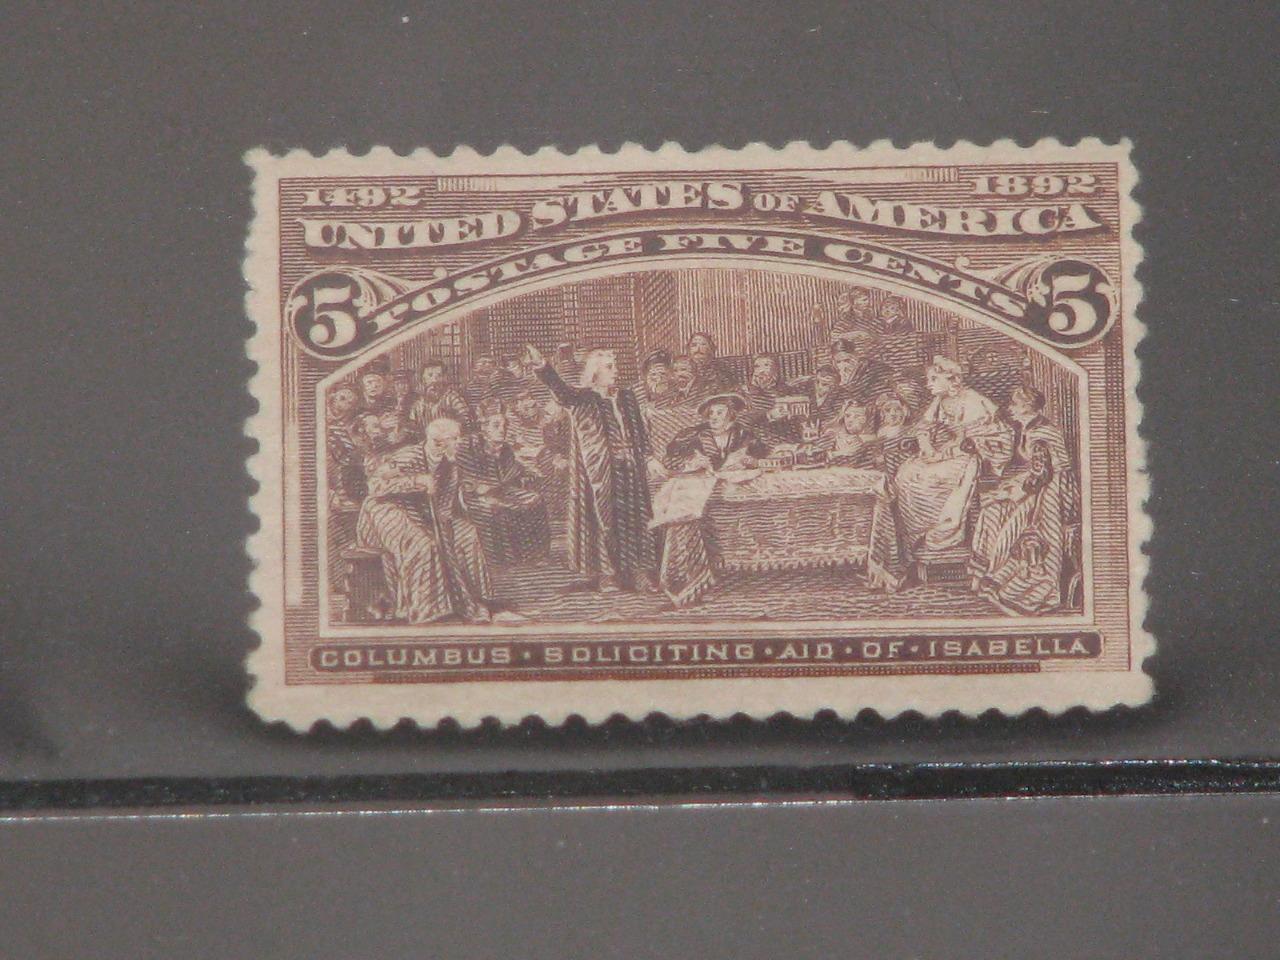 1492 1892
UNITED STATES OF AMERICA
POSTAGE FIVE CENTS
5 5
COLUMBUS · SOLICITING · AID · OF · ISABELLA